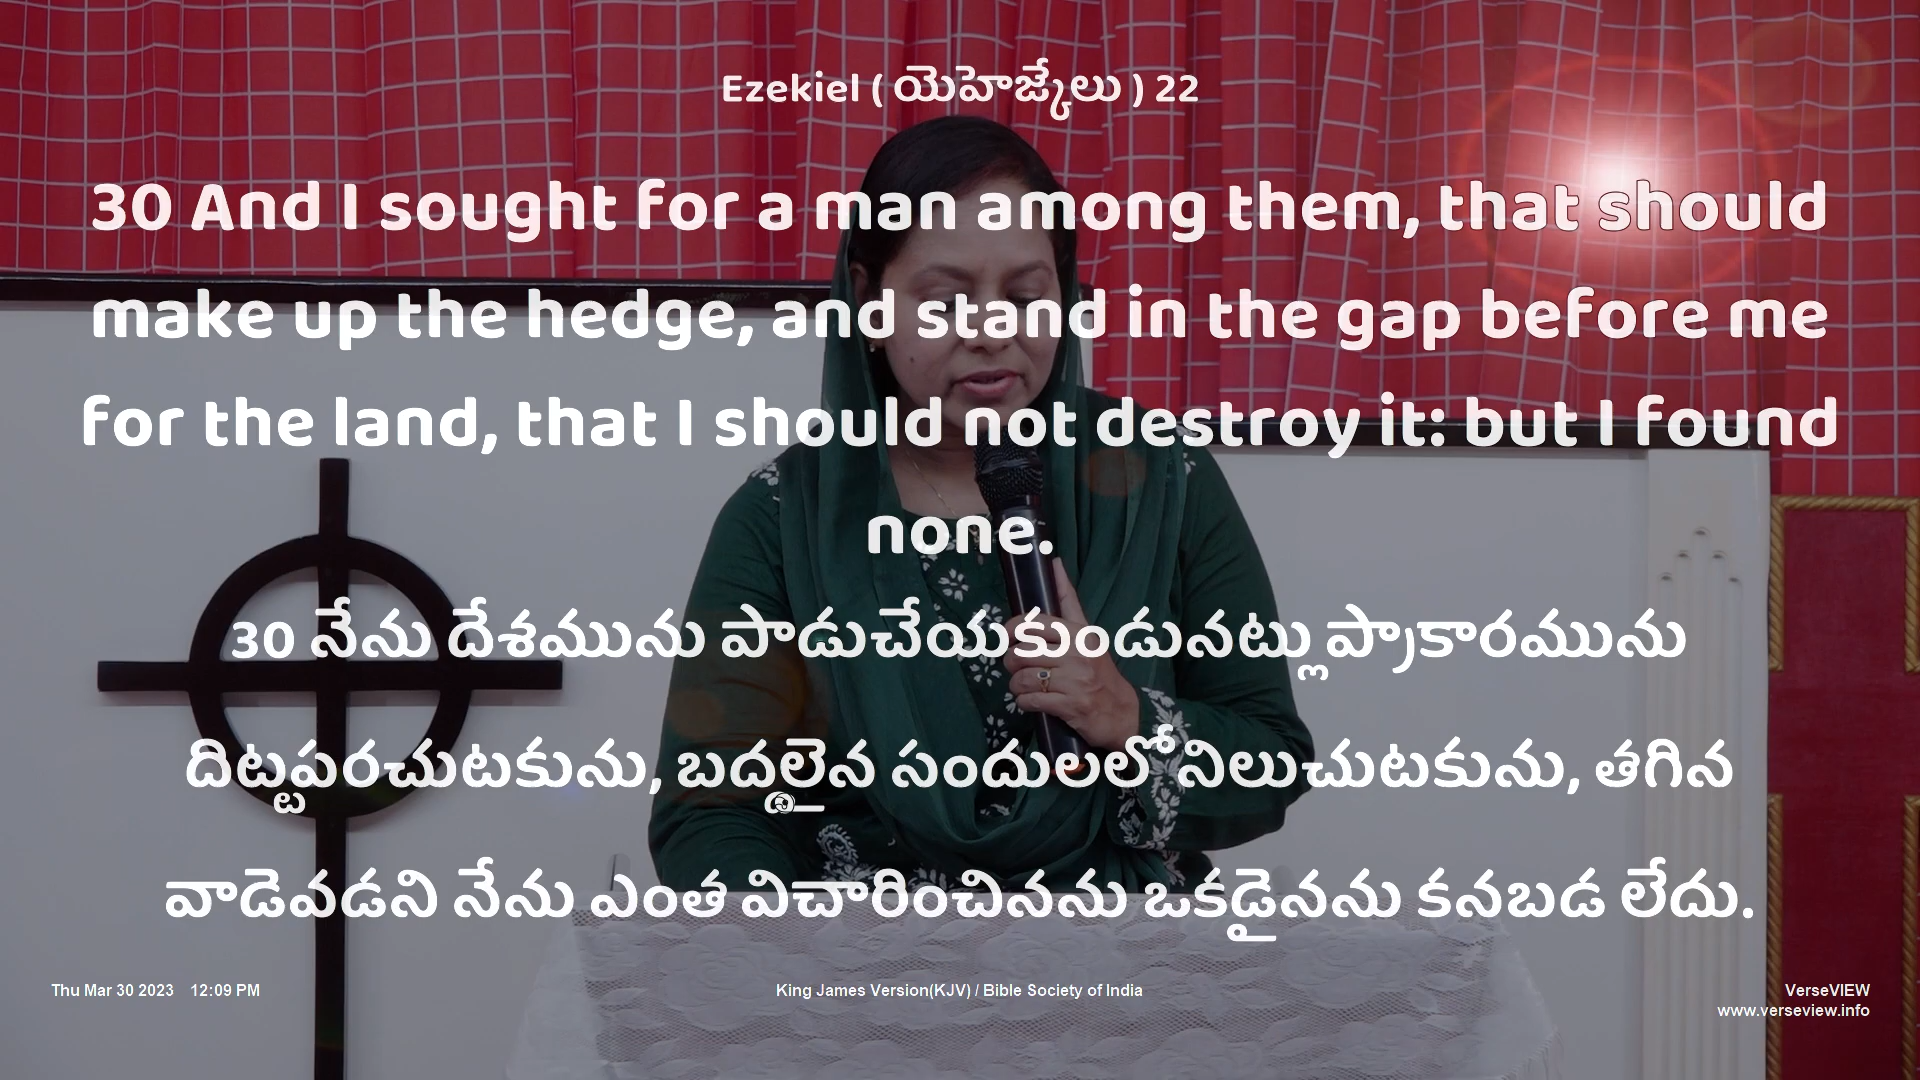 Ezekiel ( యెహెజ్కేలు ) 22
30 And I sought for a man among them, that should
make up the hedge, and stand in the gap before me
for the land, that I should not destroy it: but I found
none.
30 నేను దేశమును పాడుచేయకుండునట్లు ప్రాకారమును
దిట్టపరచుటకును, బద్దలైన సందులలో నిలుచుటకును, తగిన
వాడెవడని నేను ఎంత విచారించినను ఒకడైనను కనబడ లేదు.
Thu Mar 30 2023 12:09 PM
King James Version(KJV) / Bible Society of India
VerseVIEW
www.verseview.info